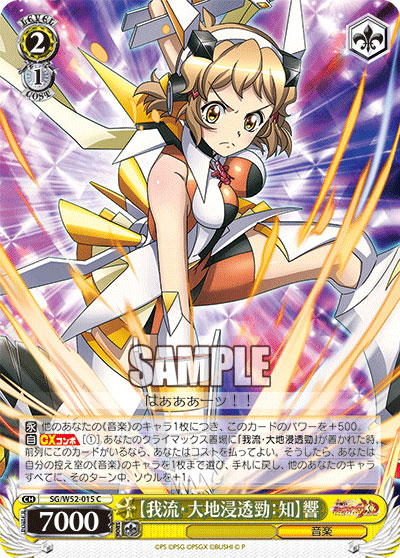 LEVEL
2
1
COST
SAMPLE
はぁぁあーッ！！
永 他のあなたの《音楽》のキャラ1枚につき、このカードのパワーを＋500。
自 CXコンボ ［①］ あなたのクライマックス置場に「我流・大地浸透勁」が置かれた時、
前列にこのカードがいるなら、あなたはコストを払ってよい。そうしたら、あなたは
自分の控え室の《音楽》のキャラを1枚まで選び、手札に戻し、他のあなたのキャラす
べてに、そのターン中、ソウルを＋1。
CH SG/W52-015 C
7000
【我流・大地浸透勁：知】響
音楽
©PS ©PSG ©PSGX ©BUSHI © P